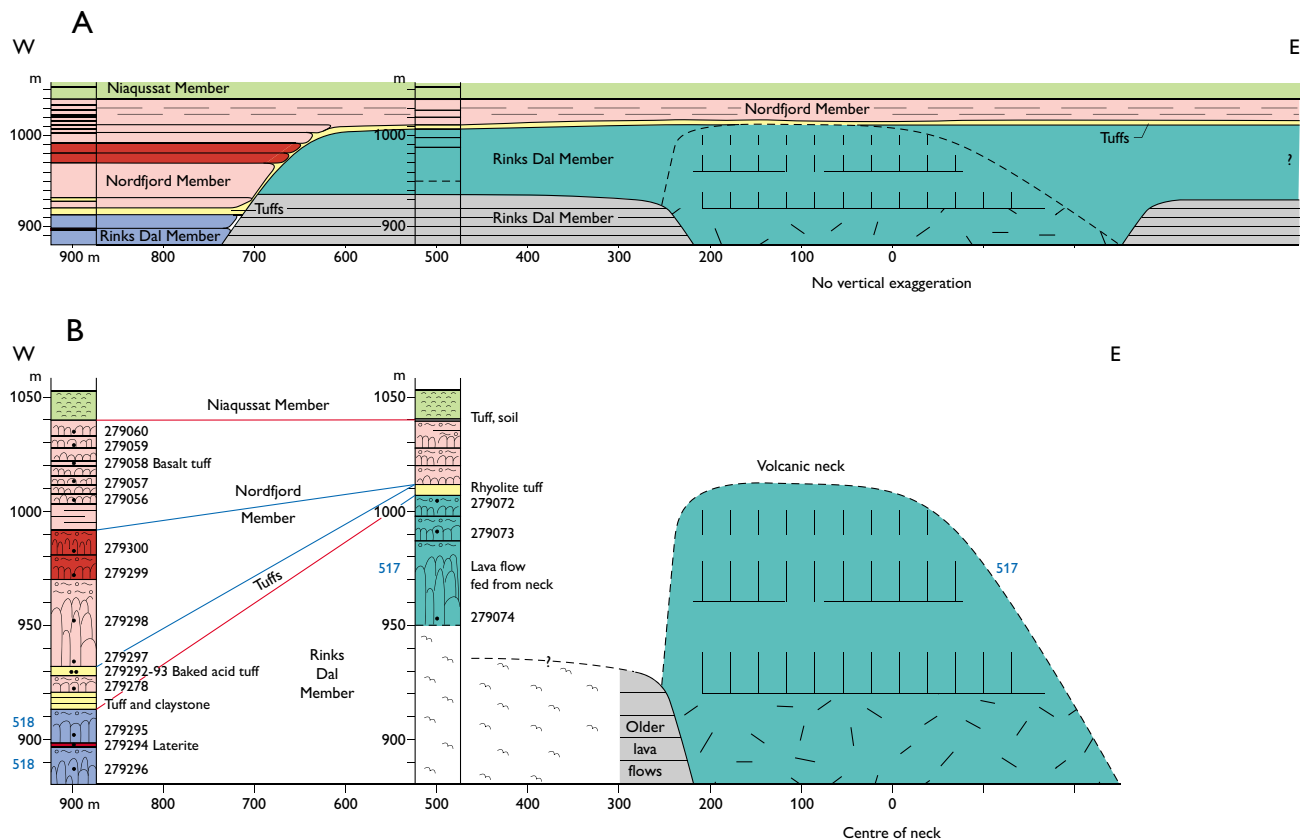 A
W
E
m
m
Niaqussat Member
Nordfjord Member
1000
1000
Tuffs
Rinks Dal Member
?
Nordfjord Member
Tuffs
Rinks Dal Member
900
900
Rinks Dal Member
900 m
800
700
600
500
400
300
200
100
0
No vertical exaggeration
B
W
E
m
m
1050
1050
Niaqussat Member
Tuff, soil
279060
279059
279058 Basalt tuff
279057
279056
Nordfjord
Member
Volcanic neck
Rhyolite tuff
279072
1000
1000
279073
279300
279299
Tuffs
517
Lava flow
fed from neck
517
279298
950
950
279074
279297
279292-93 Baked acid tuff
279278
Tuff and claystone
Rinks
Dal
Member
?
518
279295
279294 Laterite
518
279296
900
900
Older
lava
flows
900 m
800
700
600
500
400
300
200
100
0
Centre of neck